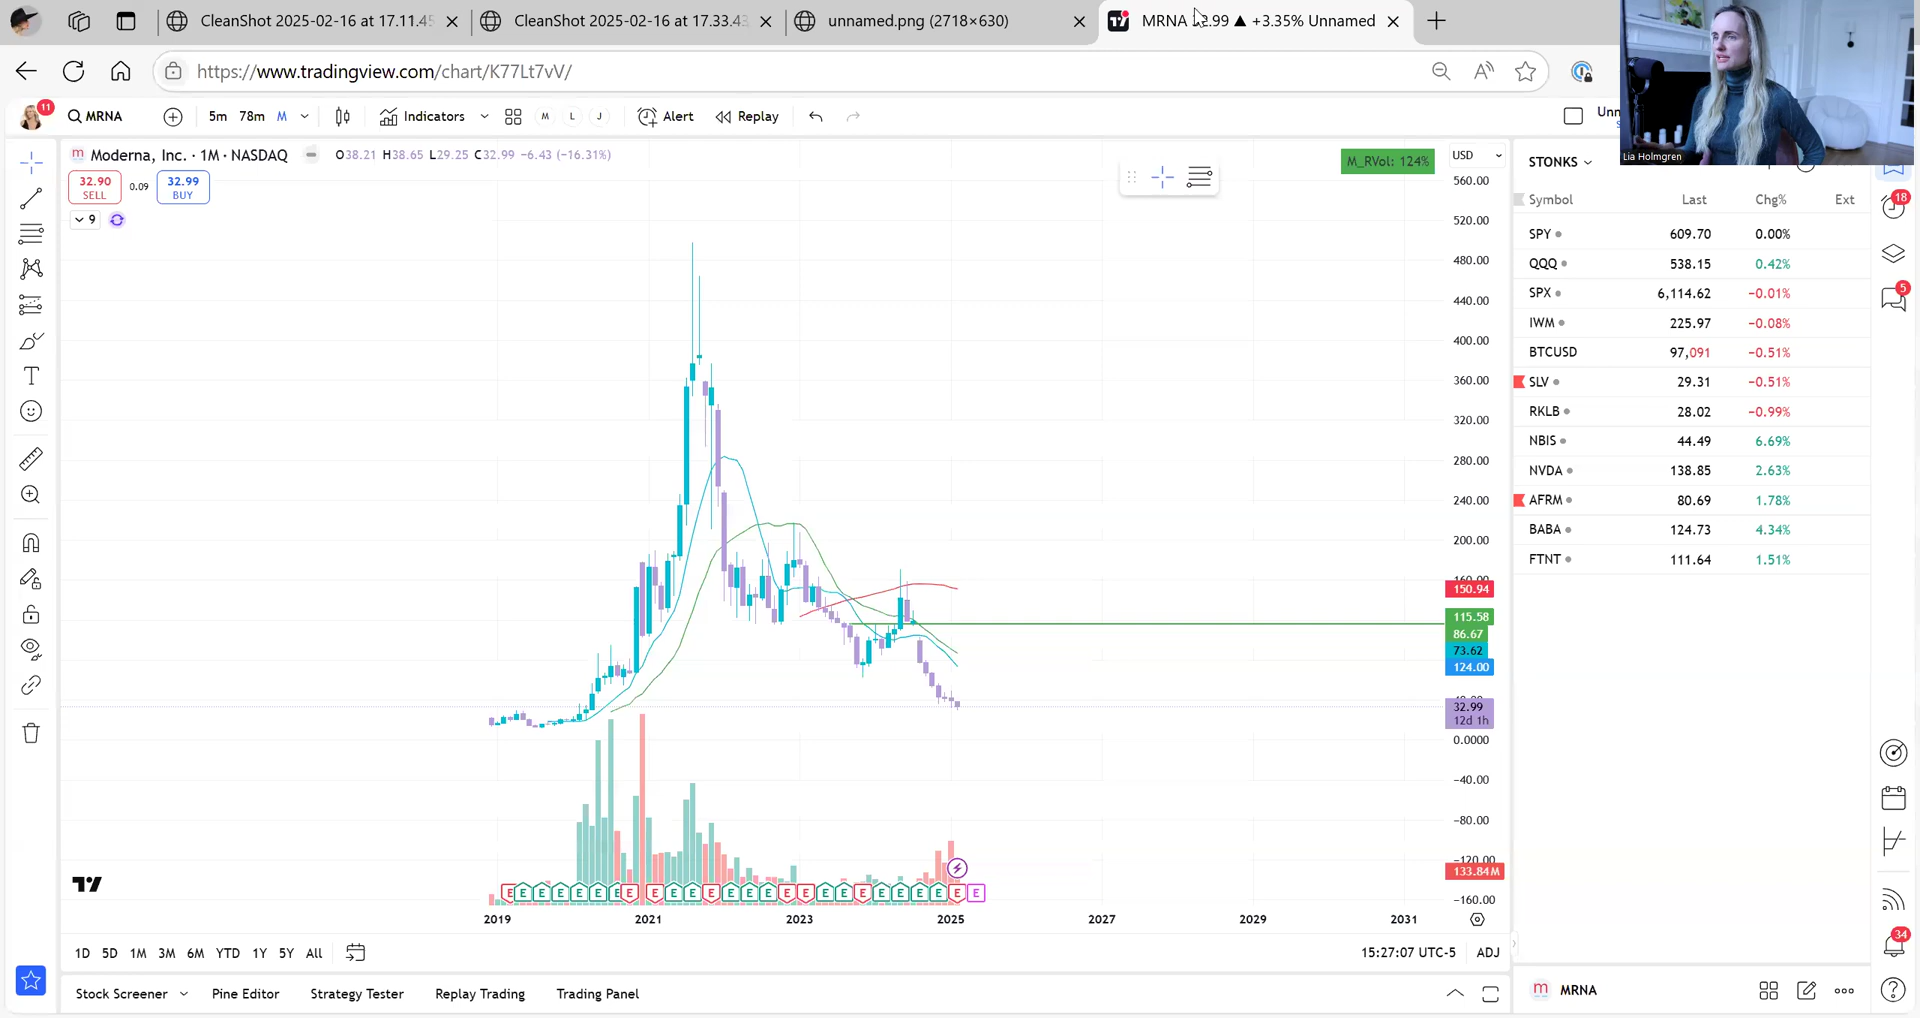 CleanShot 2025-02-16 at 17.11.45
CleanShot 2025-02-16 at 17.33.43
unnamed.png (2718×630)
MRNA 32.99 ▲ +3.35% Unnamed
https://www.tradingview.com/chart/K77Lt7vV/
Lia Holmgren
11
MRNA
5m
78m
M
Indicators
M
L
J
Alert
Replay
Unn
m Moderna, Inc. · 1M · NASDAQ
O38.21 H38.65 L29.25 C32.99 −6.43 (−16.31%)
M_RVol: 124%
USD
32.90
SELL
0.09
32.99
BUY
9
560.00
520.00
480.00
440.00
400.00
360.00
320.00
280.00
240.00
200.00
160.00
150.94
115.58
86.67
73.62
124.00
32.99
12d 1h
0.0000
−40.00
−80.00
−120.00
133.84M
−160.00
E E E E E E E E E E E E E E E E E E E E E E E E E E
2019
2021
2023
2025
2027
2029
2031
1D 5D 1M 3M 6M YTD 1Y 5Y All
15:27:07 UTC-5
ADJ
Stock Screener
Pine Editor
Strategy Tester
Replay Trading
Trading Panel
STONKS
Symbol Last Chg% Ext
SPY 609.70 0.00%
QQQ 538.15 0.42%
SPX 6,114.62 −0.01%
IWM 225.97 −0.08%
BTCUSD 97,091 −0.51%
SLV 29.31 −0.51%
RKLB 28.02 −0.99%
NBIS 44.49 6.69%
NVDA 138.85 2.63%
AFRM 80.69 1.78%
BABA 124.73 4.34%
FTNT 111.64 1.51%
m MRNA
18
5
34